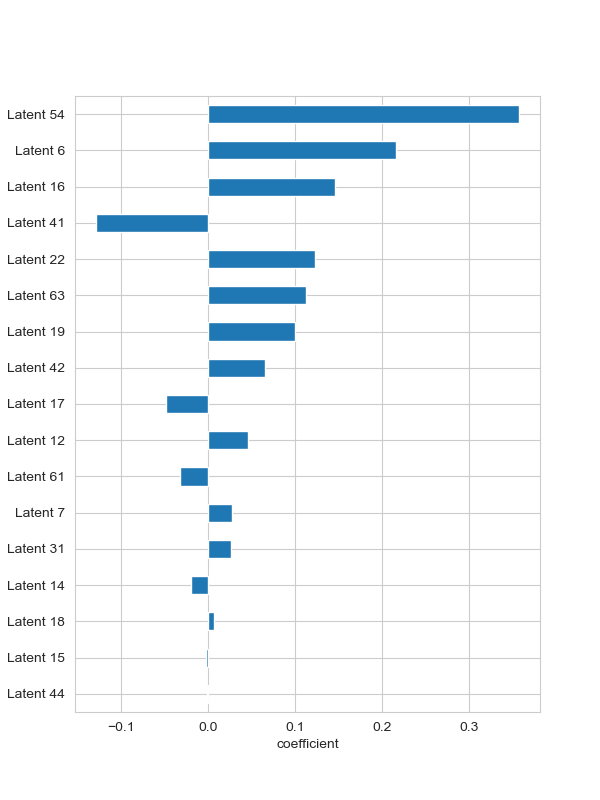 Latent 54
Latent 6
Latent 16
Latent 41
Latent 22
Latent 63
Latent 19
Latent 42
Latent 17
Latent 12
Latent 61
Latent 7
Latent 31
Latent 14
Latent 18
Latent 15
Latent 44
−0.1 0.0 0.1 0.2 0.3
coefficient